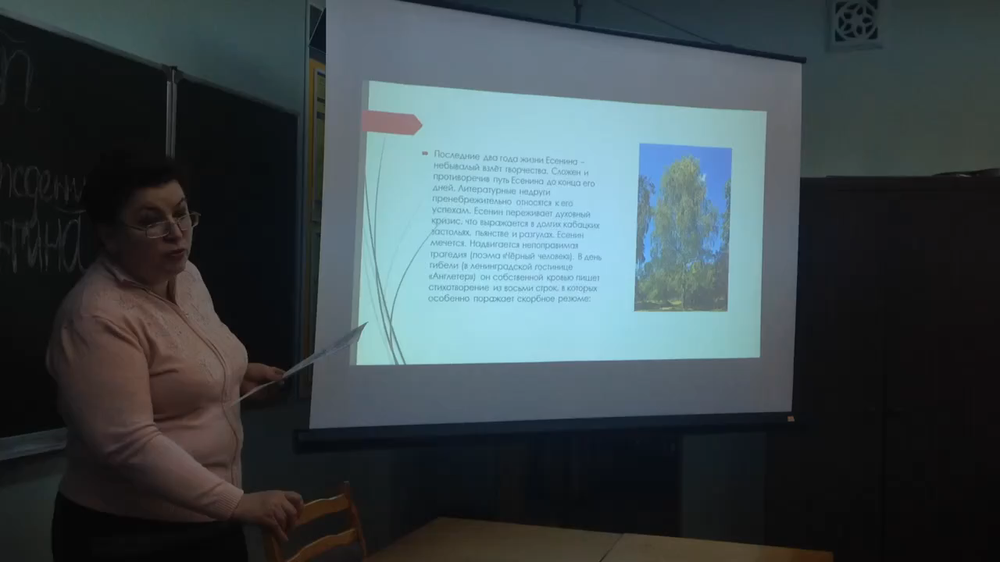 Последние два года жизни Есенина –
небывалый взлёт творчества. Сложен и
противоречив путь Есенина до конца его
дней. Литературные недруги
пренебрежительно относятся к его
успехам. Есенин переживает духовный
кризис, что выражается в долгих кабацких
застольях, пьянстве и разгулах. Есенин
мечется. Надвигается непоправимая
трагедия (поэма «Чёрный человек»). В день
гибели (в ленинградской гостинице
«Англетер») он собственной кровью пишет
стихотворение из восьми строк, в которых
особенно поражает скорбное резюме: